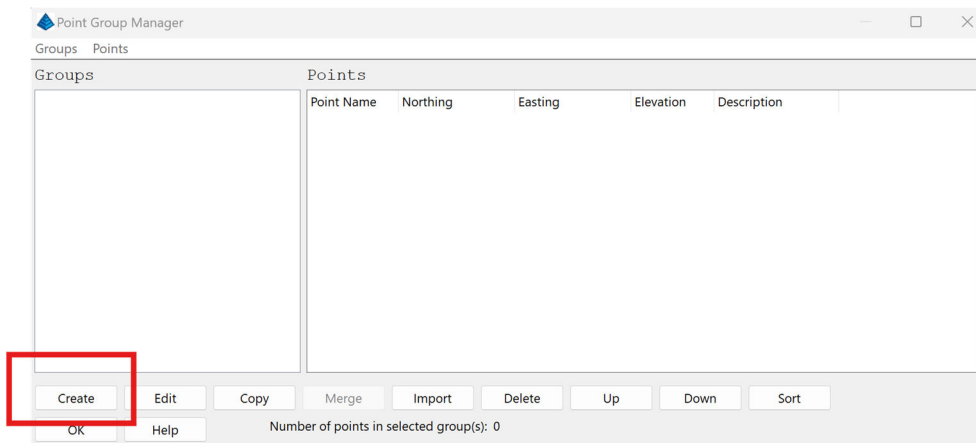 Point Group Manager
Groups Points
Groups Points
Point Name Northing Easting Elevation Description
Create Edit Copy Merge Import Delete Up Down Sort
OK Help Number of points in selected group(s): 0